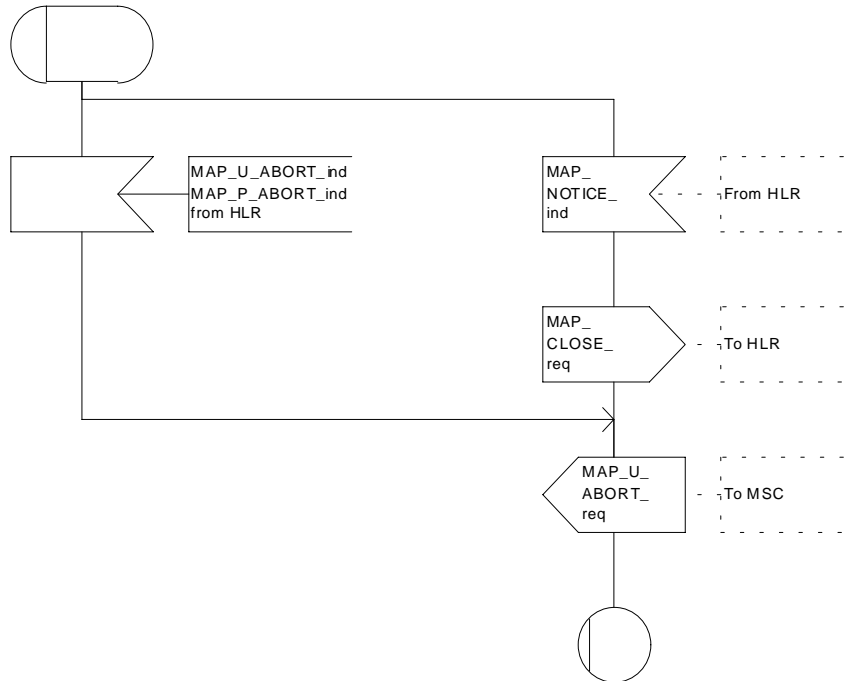 MAP_U_ABORT_ind
MAP_P_ABORT_ind
from HLR
MAP_
NOTICE_
ind
From HLR
MAP_
CLOSE_
req
To HLR
MAP_U_
ABORT_
req
To MSC